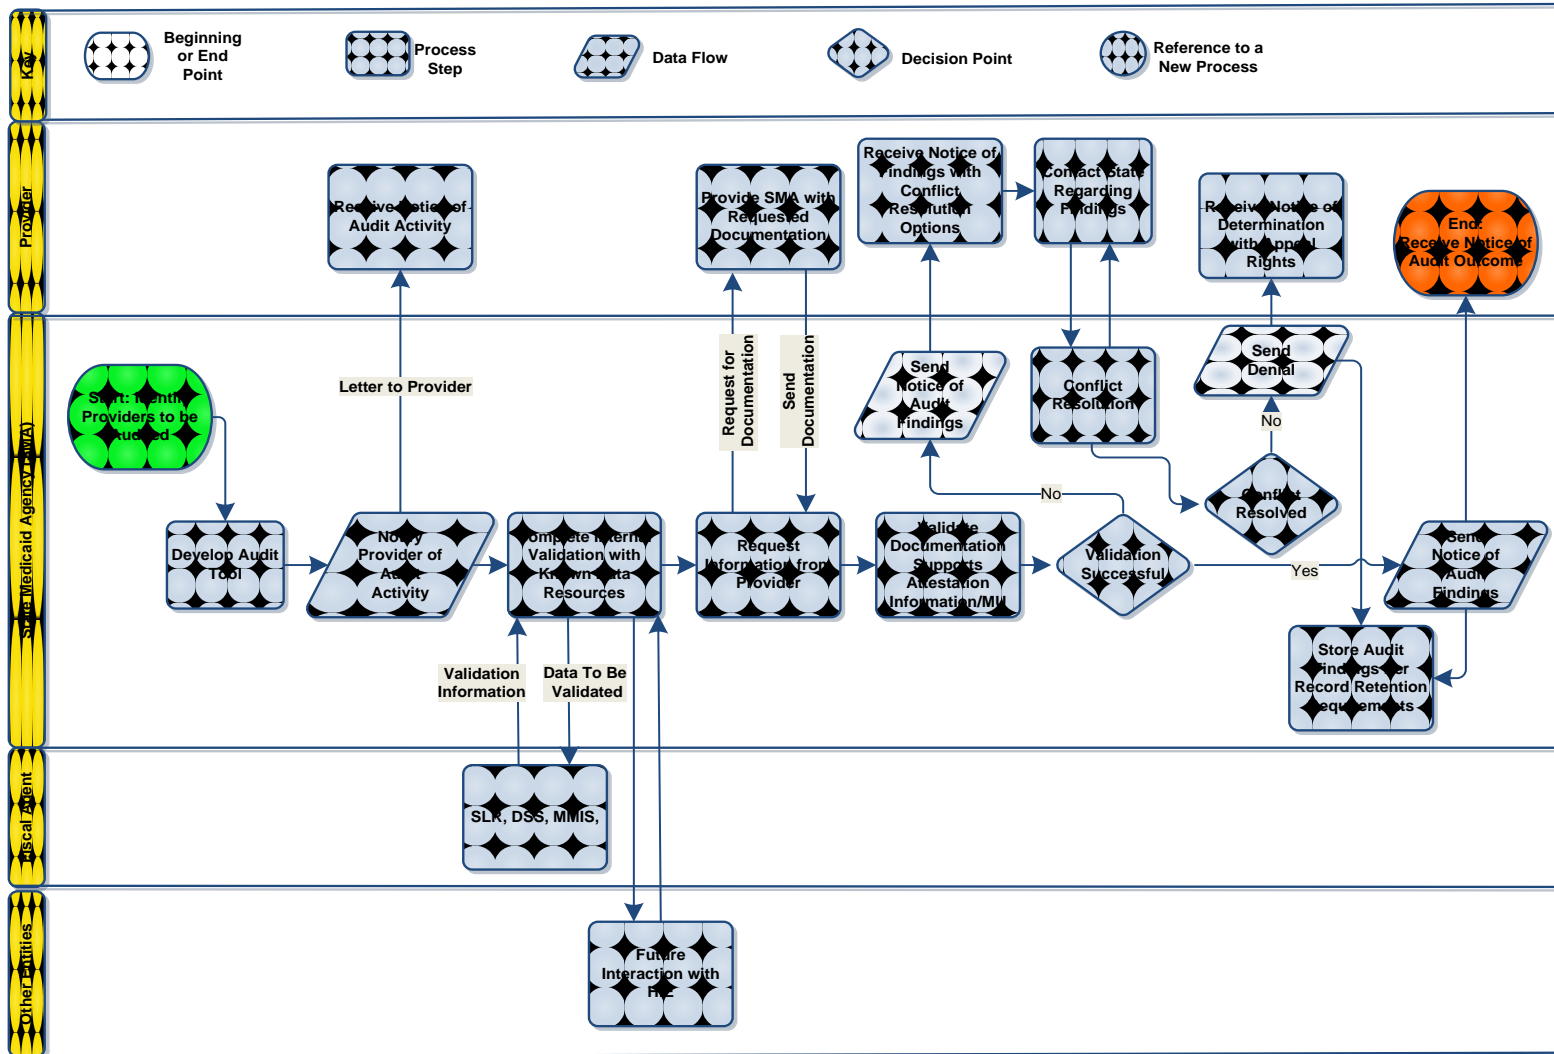 Key
Beginning
or End
Point
Process
Step
Data Flow
Decision Point
Reference to a
New Process
Provider
Receive Notice of
Audit Activity
Provide SMA with
Requested
Documentation
Receive Notice of
Findings with
Conflict
Resolution
Options
Contact State
Regarding
Findings
Receive Notice of
Determination
with Appeal
Rights
End:
Receive Notice of
Audit Outcome
State Medicaid Agency (SMA)
Start: Identify
Providers to be
Audited
Letter to Provider
Request for
Documentation
Send
Documentation
Send
Notice of
Audit
Findings
Conflict
Resolution
Send
Denial
No
No
Conflict
Resolved
Develop Audit
Tool
Notify
Provider of
Audit
Activity
Complete Internal
Validation with
Known Data
Resources
Request
Information from
Provider
Validate
Documentation
Supports
Attestation
Information/MU
Validation
Successful
Yes
Send
Notice of
Audit
Findings
Validation
Information
Data To Be
Validated
Store Audit
Findings per
Record Retention
Requirements
Fiscal Agent
SLR, DSS, MMIS,
Other Entities
Future
Interaction with
HIE